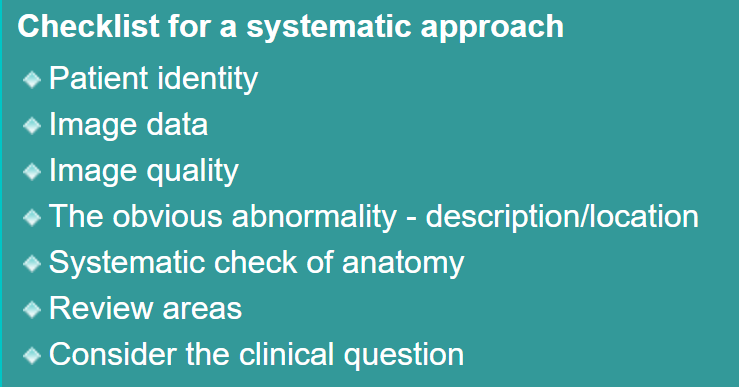 Checklist for a systematic approach
Patient identity
Image data
Image quality
The obvious abnormality - description/location
Systematic check of anatomy
Review areas
Consider the clinical question